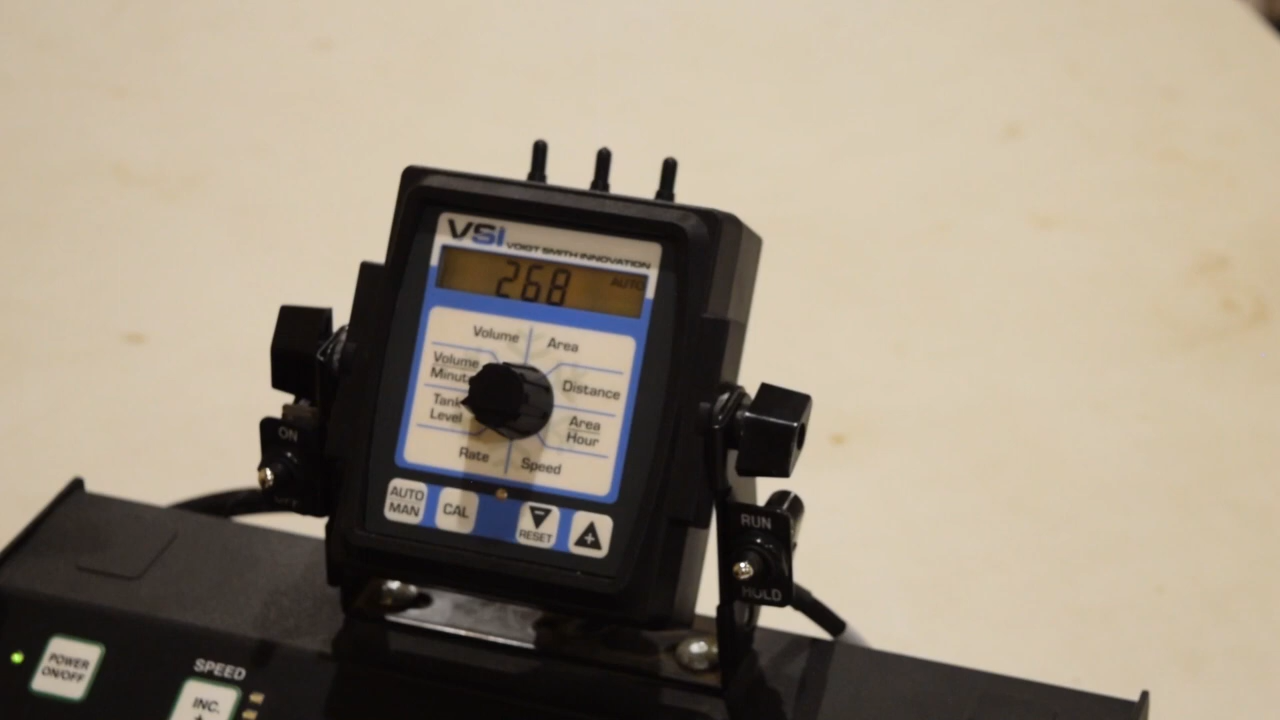 VSI VOIGT SMITH INNOVATION
268 AUTO
Volume Area
Volume
Minute
Distance
Tank
Level
Area
Hour
Rate Speed
AUTO
MAN
CAL
RESET
+
ON
RUN
HOLD
POWER
ON/OFF
SPEED
INC.